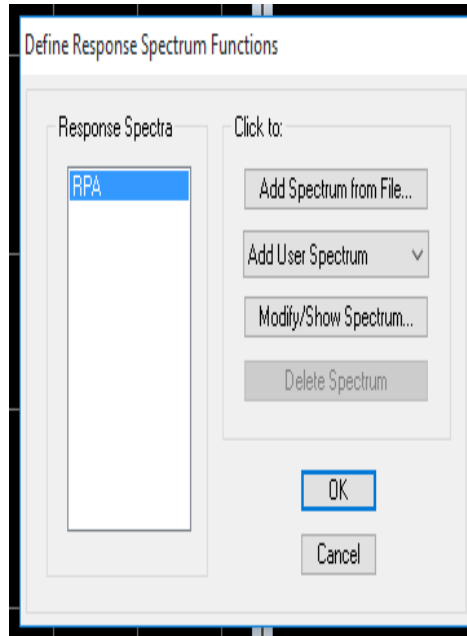 Define Response Spectrum Functions
Response Spectra
RPA
Click to:
Add Spectrum from File...
Add User Spectrum
Modify/Show Spectrum...
Delete Spectrum
OK
Cancel